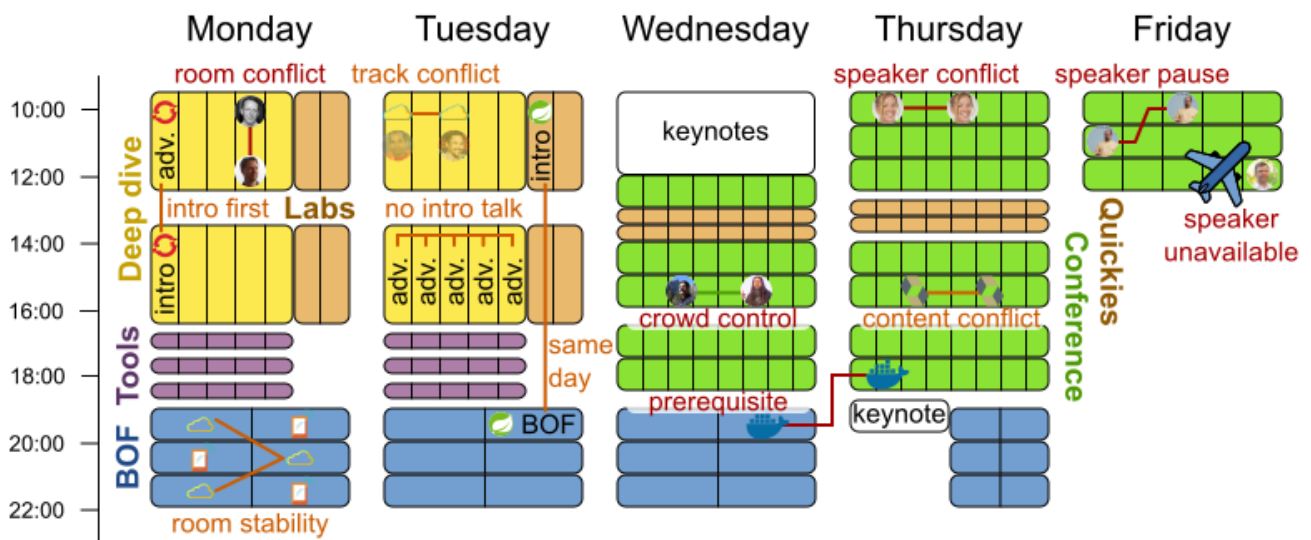 Monday
Tuesday
Wednesday
Thursday
Friday
room conflict
track conflict
speaker conflict
speaker pause
10:00
12:00
14:00
16:00
18:00
20:00
22:00
Deep dive
Labs
Tools
BOF
adv.
intro first
intro
intro
no intro talk
adv.
adv.
adv.
adv.
adv.
same
day
BOF
room stability
keynotes
crowd control
prerequisite
content conflict
keynote
speaker
unavailable
Quickies
Conference